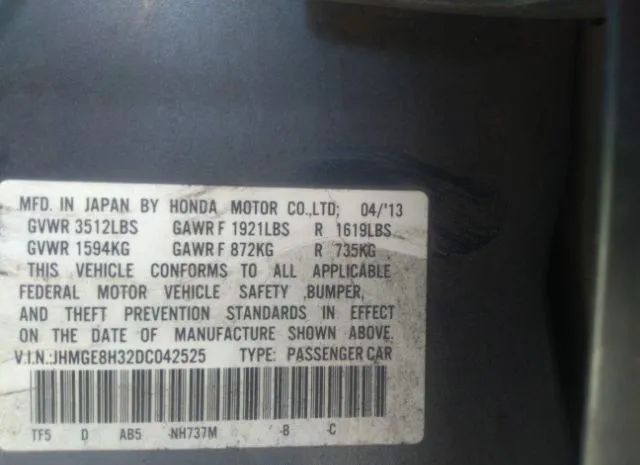 MFD. IN JAPAN BY HONDA MOTOR CO.,LTD; 04/'13
GVWR 3512LBS GAWR F 1921LBS R 1619LBS
GVWR 1594KG GAWR F 872KG R 735KG
THIS VEHICLE CONFORMS TO ALL APPLICABLE
FEDERAL MOTOR VEHICLE SAFETY ,BUMPER,
AND THEFT PREVENTION STANDARDS IN EFFECT
ON THE DATE OF MANUFACTURE SHOWN ABOVE.
V.I.N.:JHMGE8H32DC042525 TYPE: PASSENGER CAR
TF5 D AB5 -NH737M -B -C